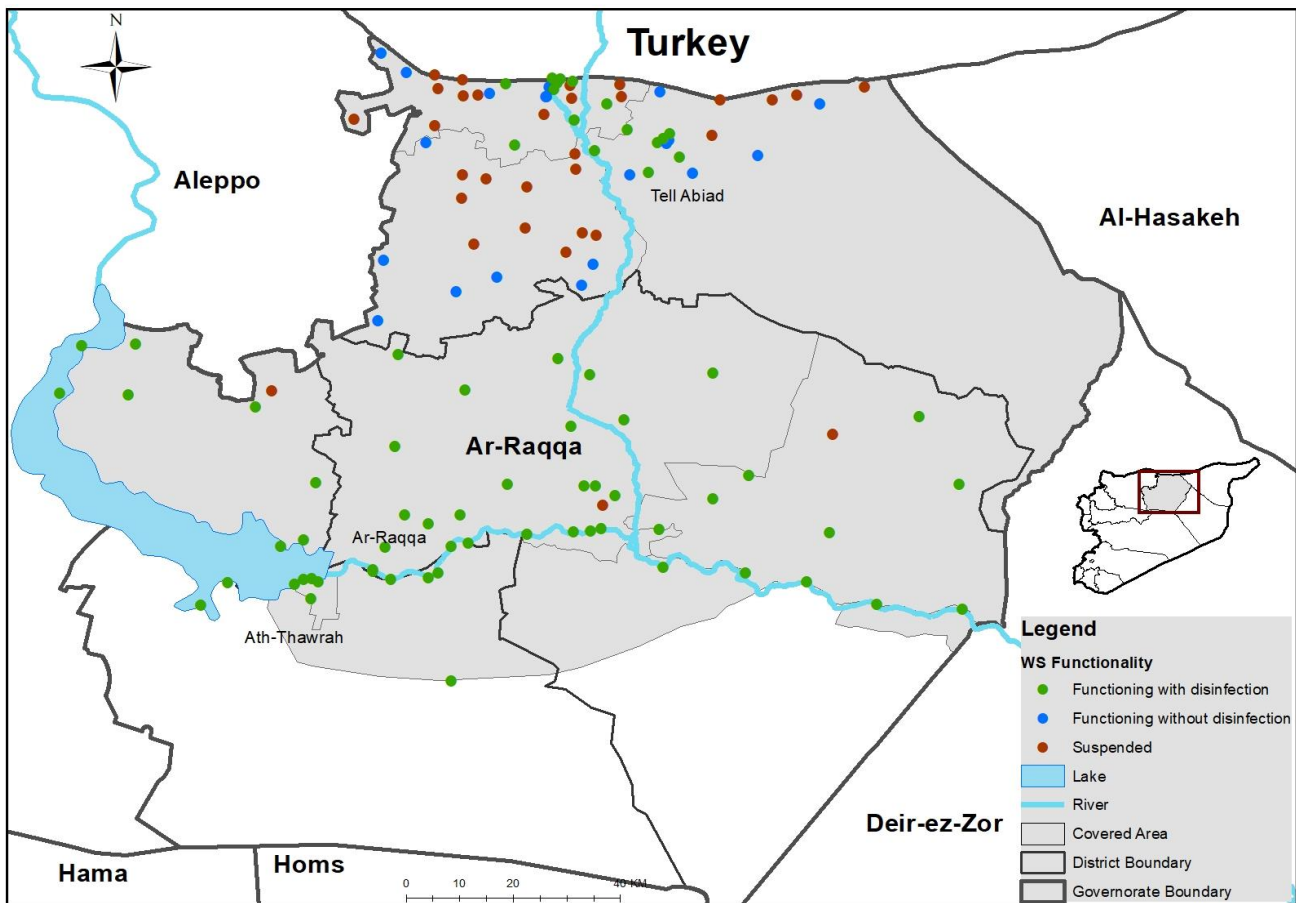 N
Turkey
Aleppo
Tell Abiad
Al-Hasakeh
Ar-Raqqa
Ar-Raqqa
Ath-Thawrah
Deir-ez-Zor
Hama
Homs
0 10 20 40 KM
Legend
WS Functionality
Functioning with disinfection
Functioning without disinfection
Suspended
Lake
River
Covered Area
District Boundary
Governorate Boundary